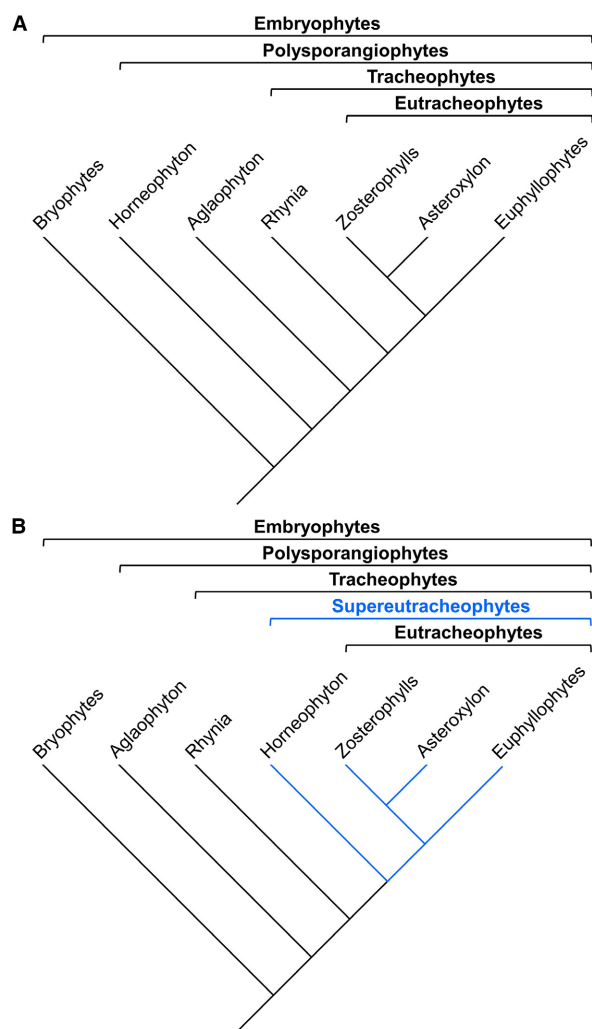 A
Embryophytes
Polysporangiophytes
Tracheophytes
Eutracheophytes
Bryophytes
Horneophyton
Aglaophyton
Rhynia
Zosterophylls
Asteroxylon
Euphyllophytes
B
Embryophytes
Polysporangiophytes
Tracheophytes
Supereutracheophytes
Eutracheophytes
Bryophytes
Aglaophyton
Rhynia
Horneophyton
Zosterophylls
Asteroxylon
Euphyllophytes